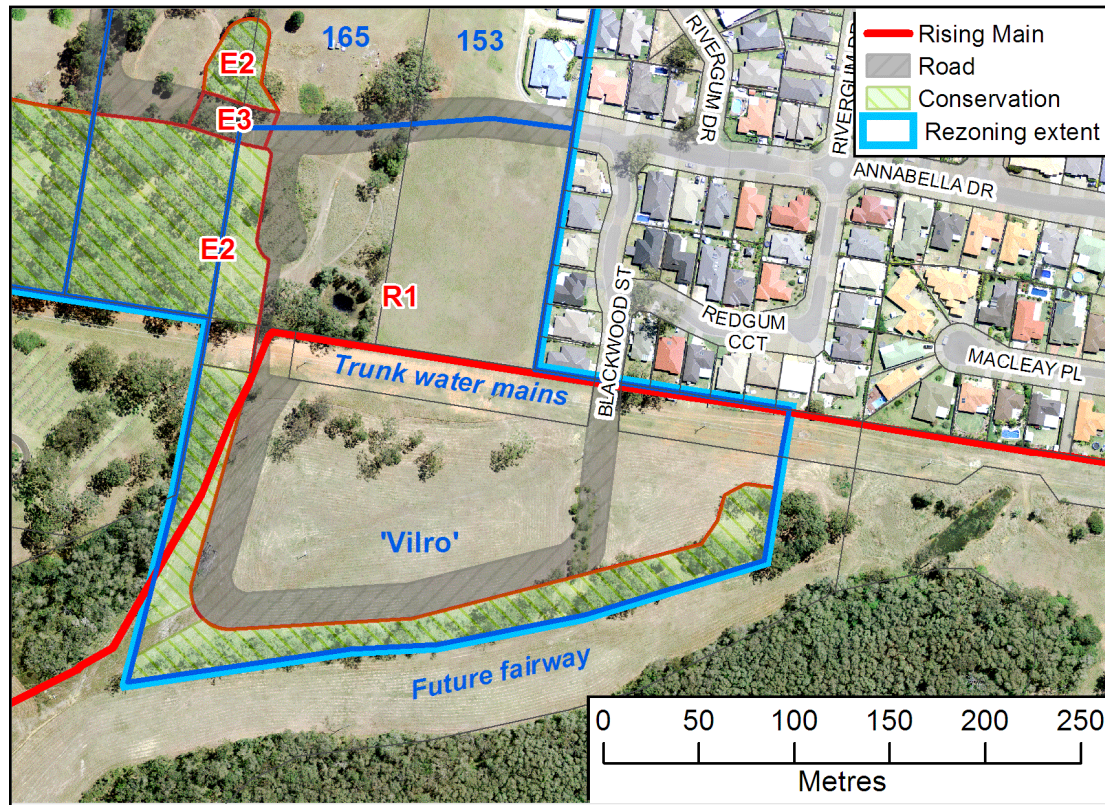 165
153
E2
E3
E2
R1
RIVERGUM DR
ANNABELLA DR
BLACKWOOD ST
REDGUM
CCT
MACLEAY PL
Trunk water mains
'Vilro'
Future fairway
Rising Main
Road
Conservation
Rezoning extent
0 50 100 150 200 250
Metres